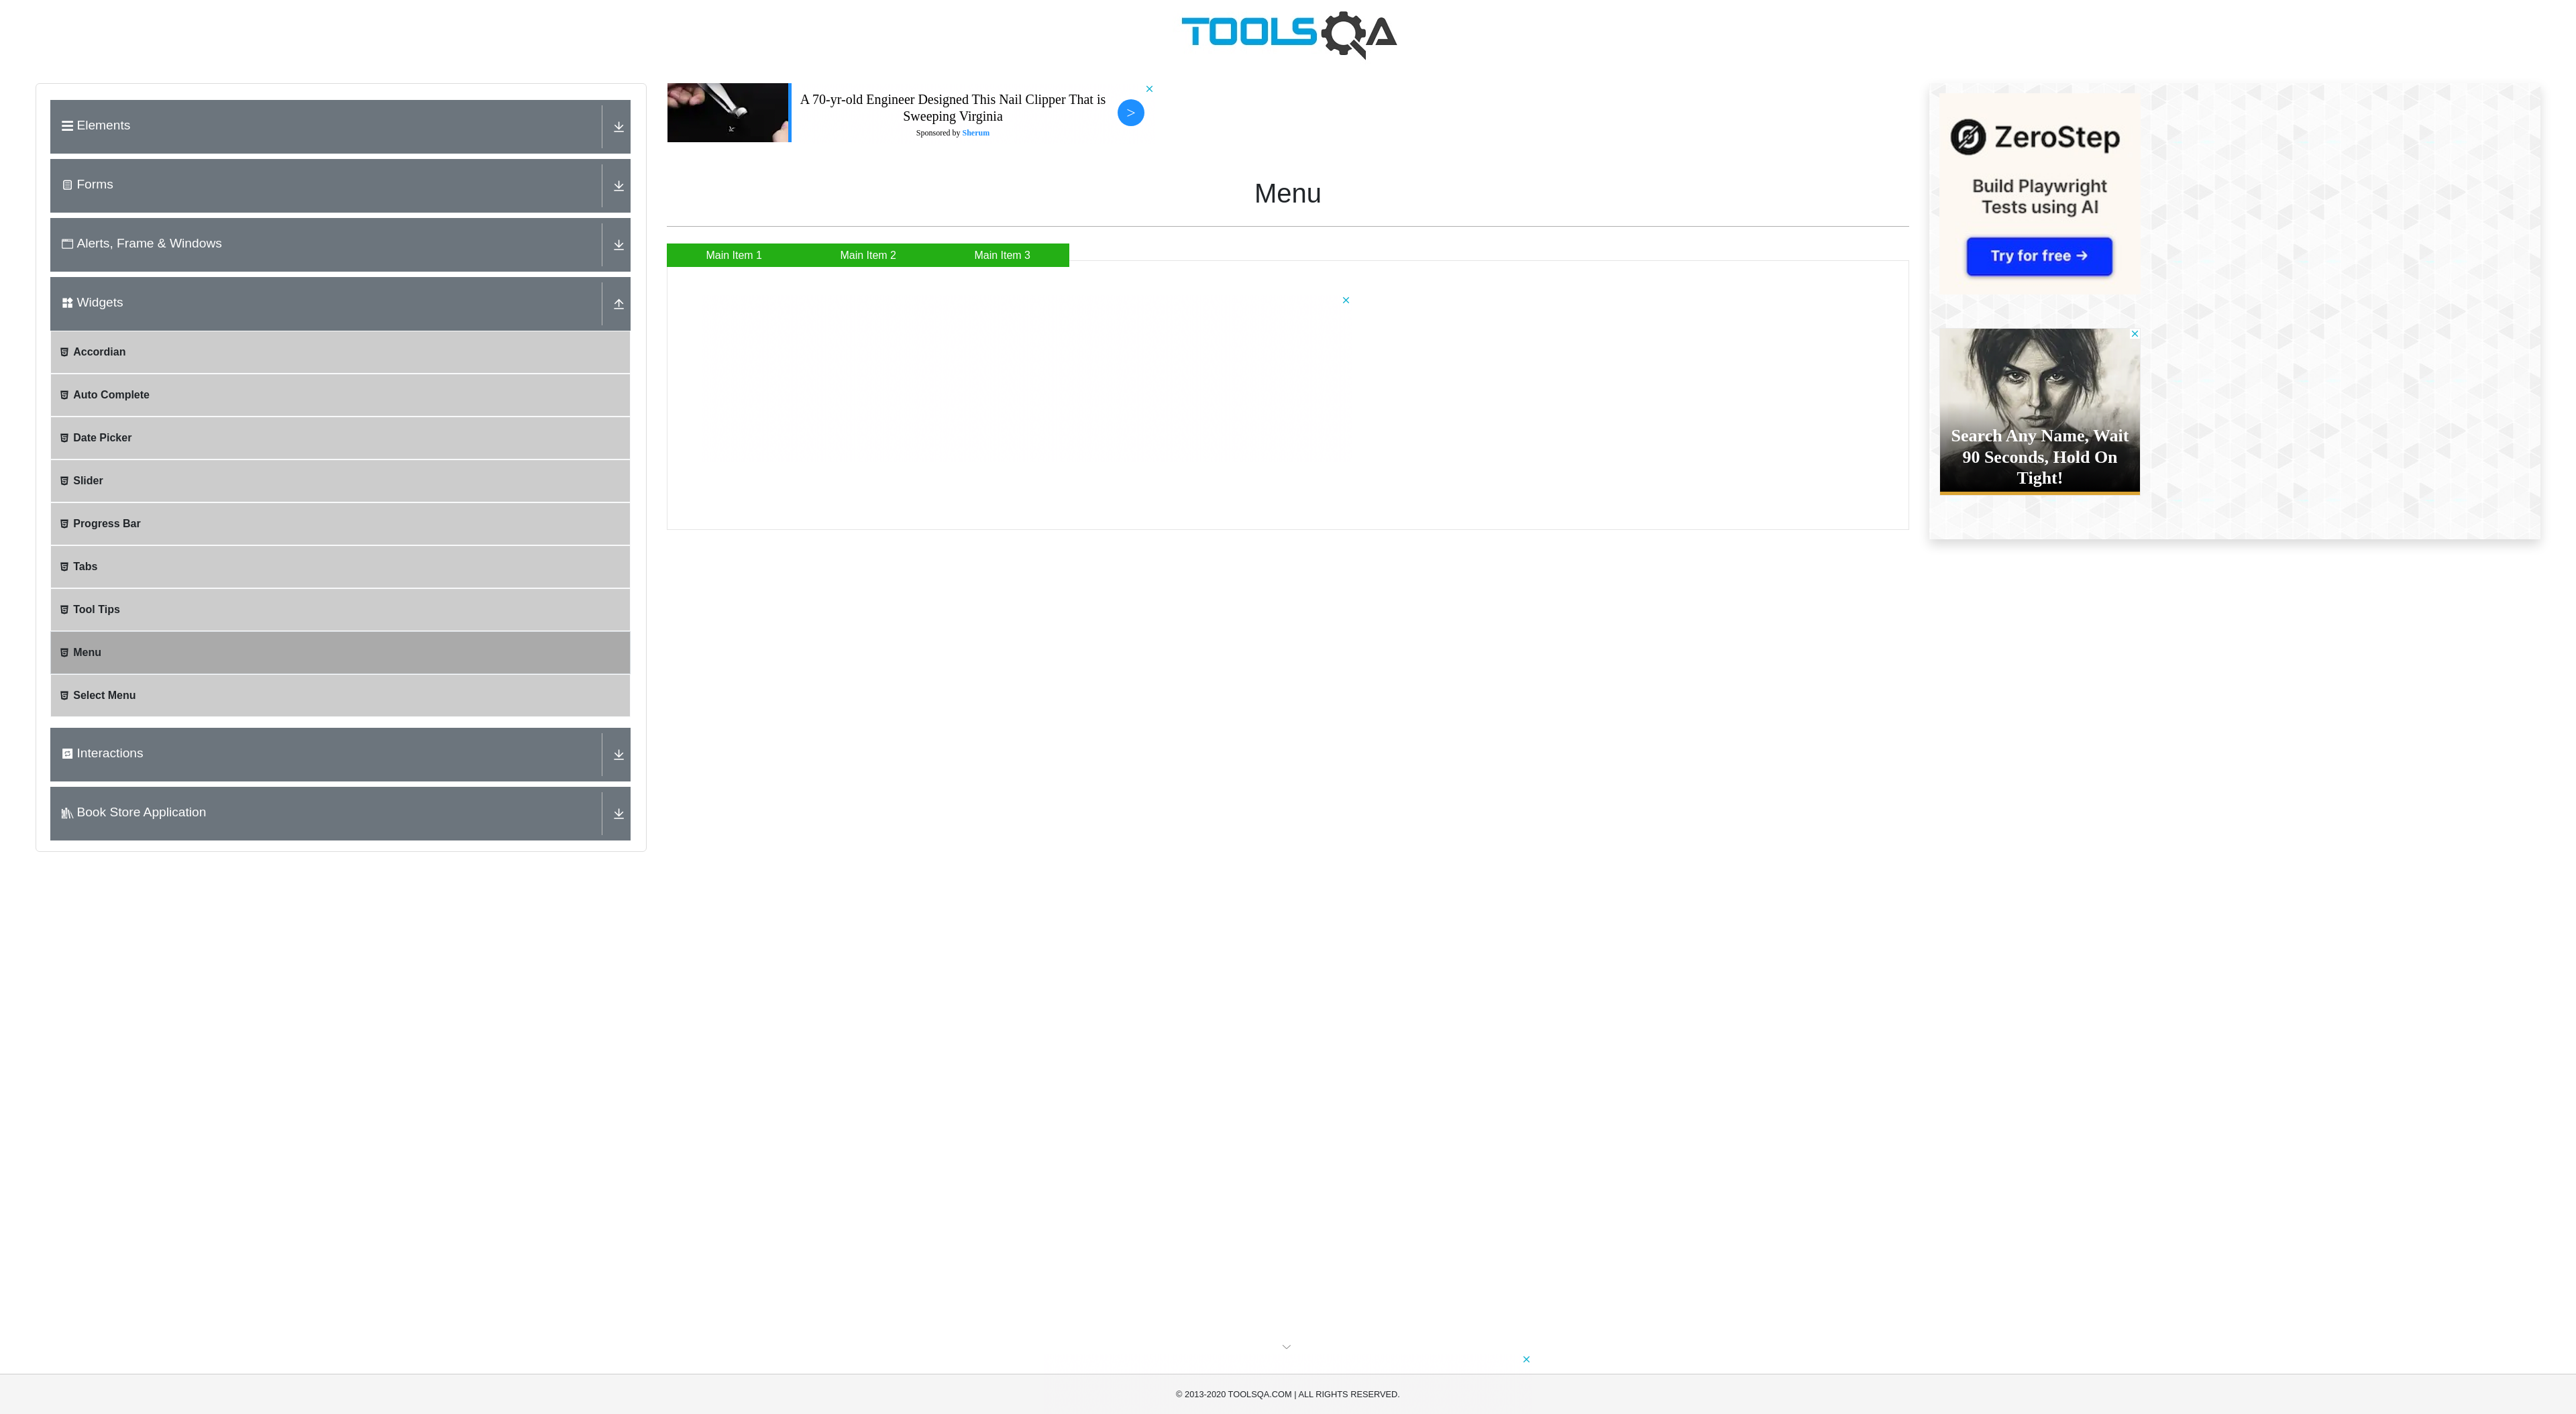 TOOLSQA
Elements
Forms
Alerts, Frame & Windows
Widgets
Accordian
Auto Complete
Date Picker
Slider
Progress Bar
Tabs
Tool Tips
Menu
Select Menu
Interactions
Book Store Application
A 70-yr-old Engineer Designed This Nail Clipper That is
Sweeping Virginia
Sponsored by Sherum
>
Menu
Main Item 1
Main Item 2
Main Item 3
ZeroStep
Build Playwright
Tests using AI
Try for free →
Search Any Name, Wait
90 Seconds, Hold On
Tight!
© 2013-2020 TOOLSQA.COM | ALL RIGHTS RESERVED.